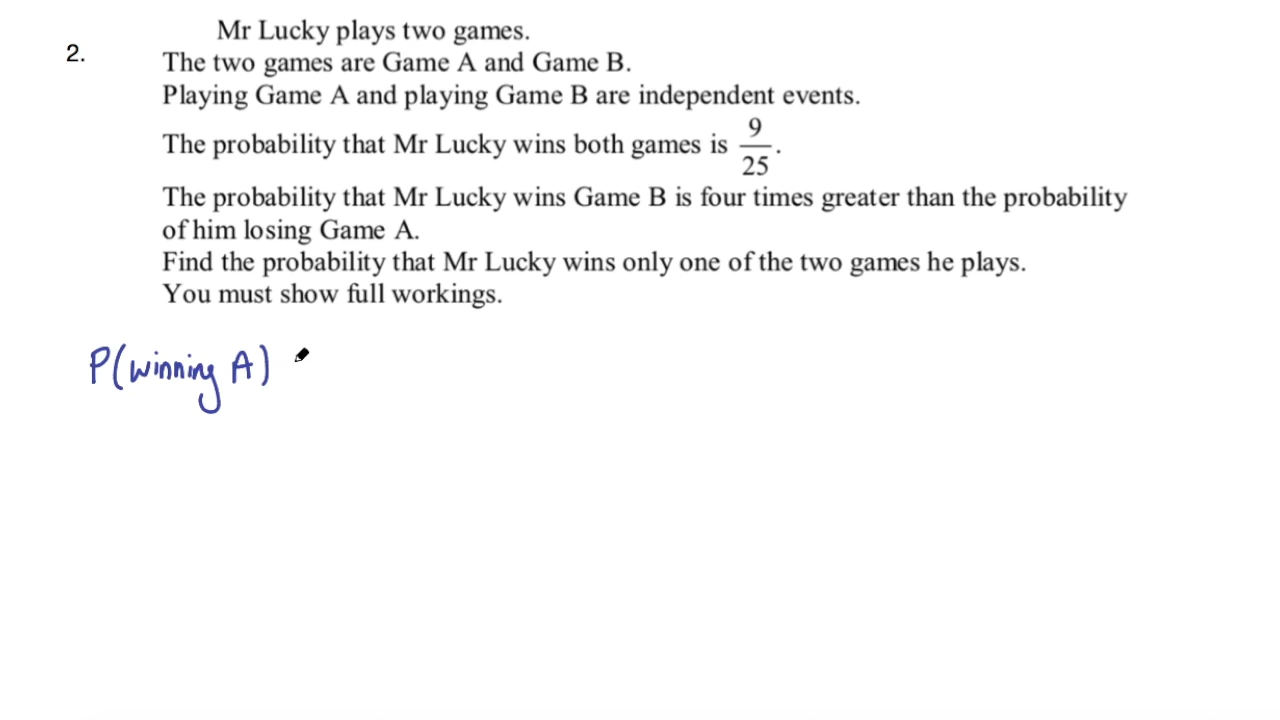 2.
Mr Lucky plays two games.
The two games are Game A and Game B.
Playing Game A and playing Game B are independent events.
The probability that Mr Lucky wins both games is 9/25.
The probability that Mr Lucky wins Game B is four times greater than the probability
of him losing Game A.
Find the probability that Mr Lucky wins only one of the two games he plays.
You must show full workings.
P(winning A)